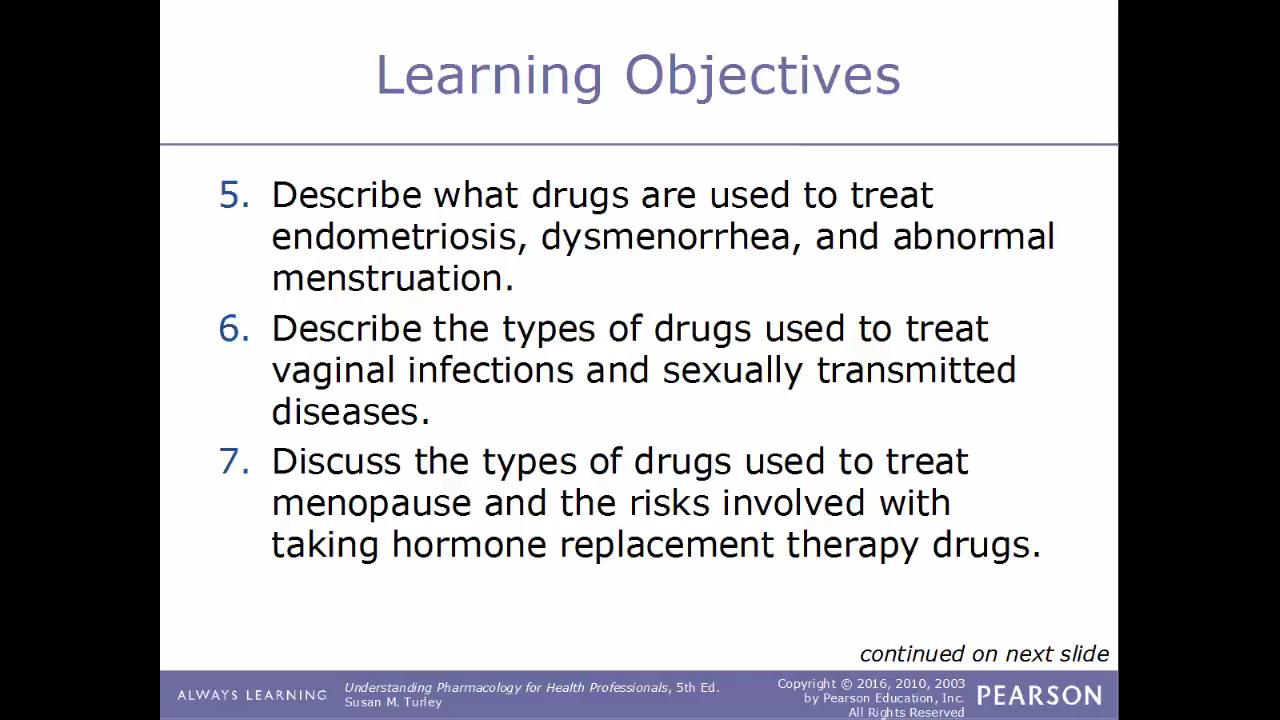 Learning Objectives
5. Describe what drugs are used to treat
endometriosis, dysmenorrhea, and abnormal
menstruation.
6. Describe the types of drugs used to treat
vaginal infections and sexually transmitted
diseases.
7. Discuss the types of drugs used to treat
menopause and the risks involved with
taking hormone replacement therapy drugs.
continued on next slide
ALWAYS LEARNING
Understanding Pharmacology for Health Professionals, 5th Ed.
Susan M. Turley
Copyright © 2016, 2010, 2003
by Pearson Education, Inc.
All Rights Reserved
PEARSON